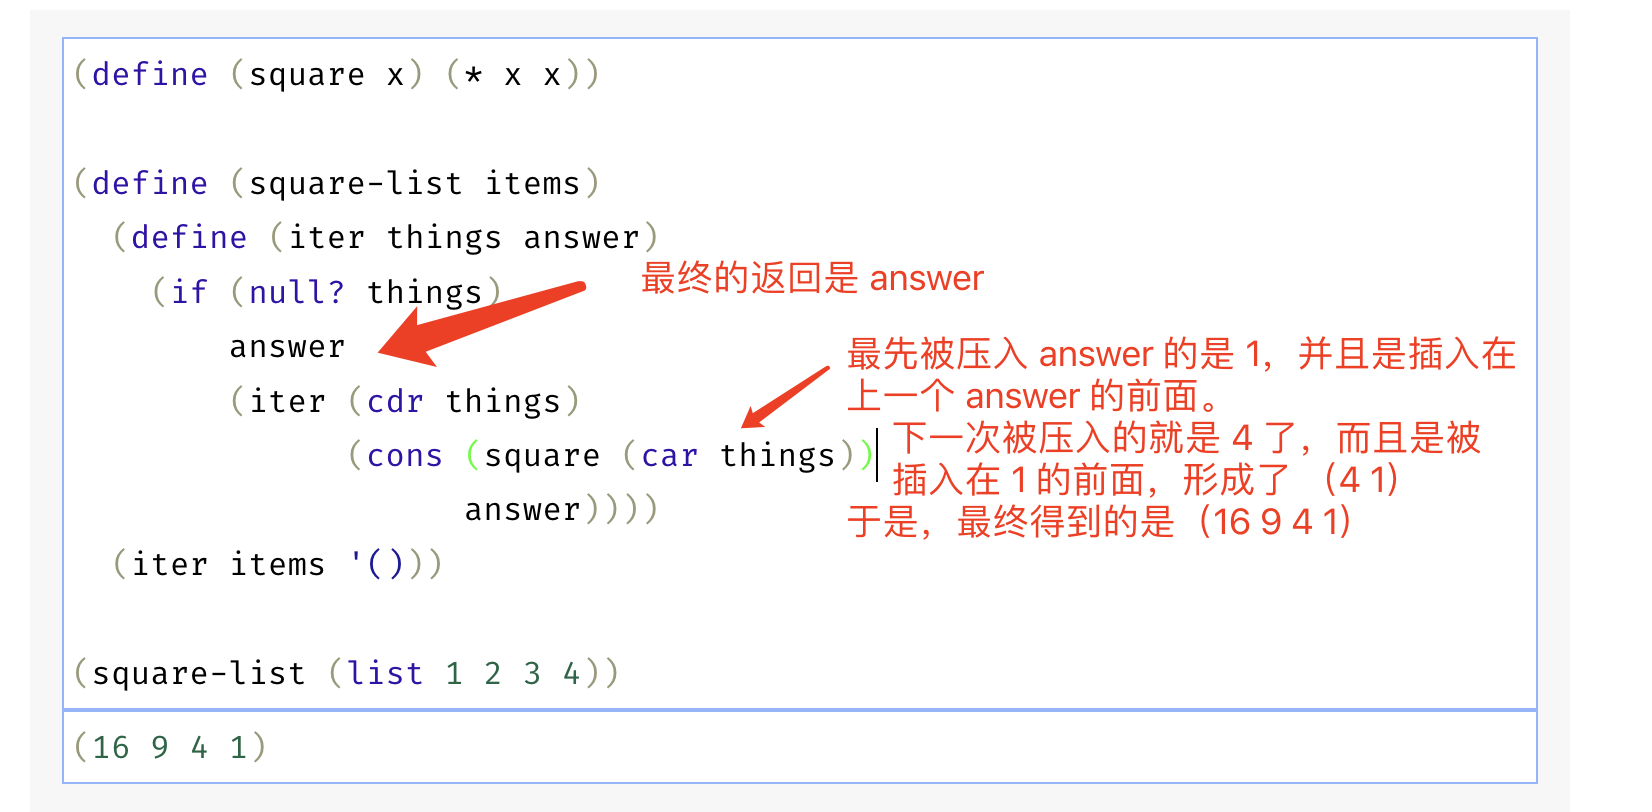 (define (square x) (* x x))
(define (square-list items)
(define (iter things answer)
(if (null? things)
最终的返回是 answer
answer
最先被压入 answer 的是 1，并且是插入在
上一个 answer 的前面。
(iter (cdr things)
(cons (square (car things))
下一次被压入的就是 4 了，而且是被
插入在 1 的前面，形成了 （4 1）
answer))))
于是，最终得到的是（16 9 4 1）
(iter items '()))
(square-list (list 1 2 3 4))
(16 9 4 1)